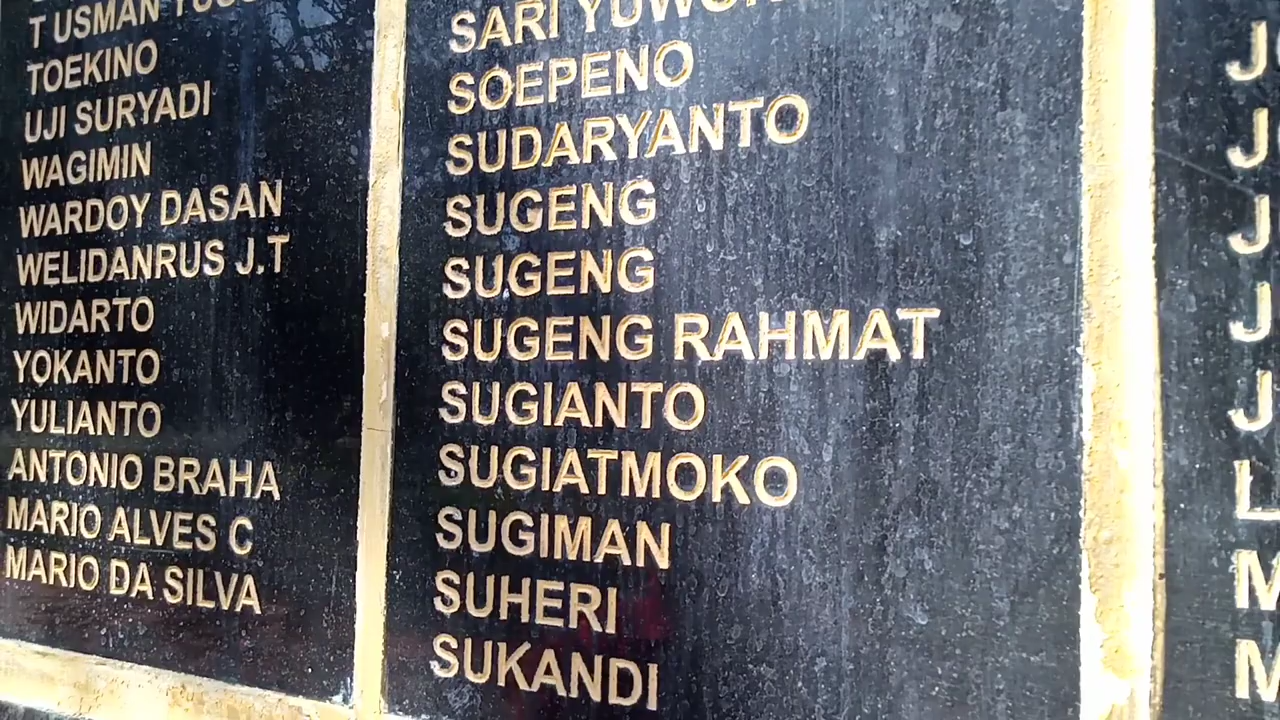 T USMAN
TOEKINO
UJI SURYADI
WAGIMIN
WARDOY DASAN
WELIDANRUS J.T
WIDARTO
YOKANTO
YULIANTO
ANTONIO BRAHA
MARIO ALVES C
MARIO DA SILVA
SARI
SOEPENO
SUDARYANTO
SUGENG
SUGENG
SUGENG RAHMAT
SUGIANTO
SUGIATMOKO
SUGIMAN
SUHERI
SUKANDI